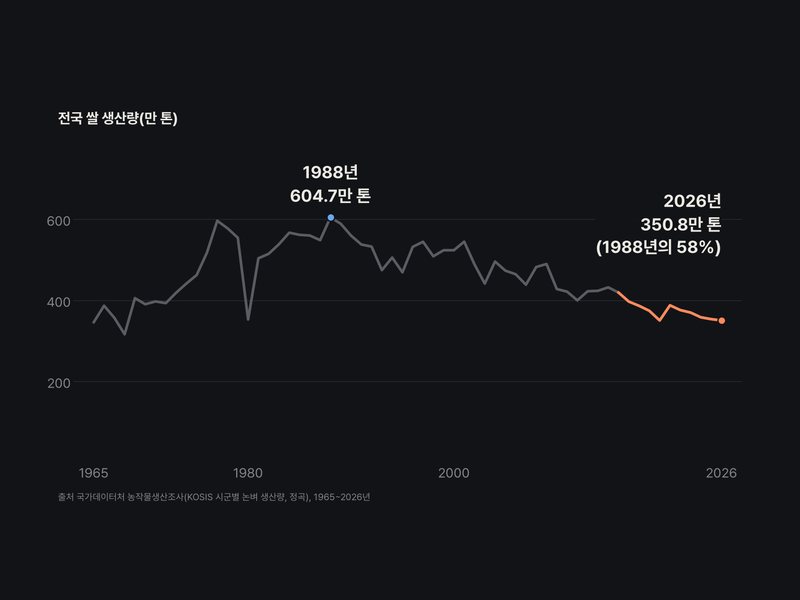 전국 쌀 생산량(만 톤)
1988년
604.7만 톤
2026년
350.8만 톤
(1988년의 58%)
600
400
200
1965
1980
2000
2026
출처 국가데이터처 농작물생산조사(KOSIS 시군별 논벼 생산량, 정곡), 1965~2026년